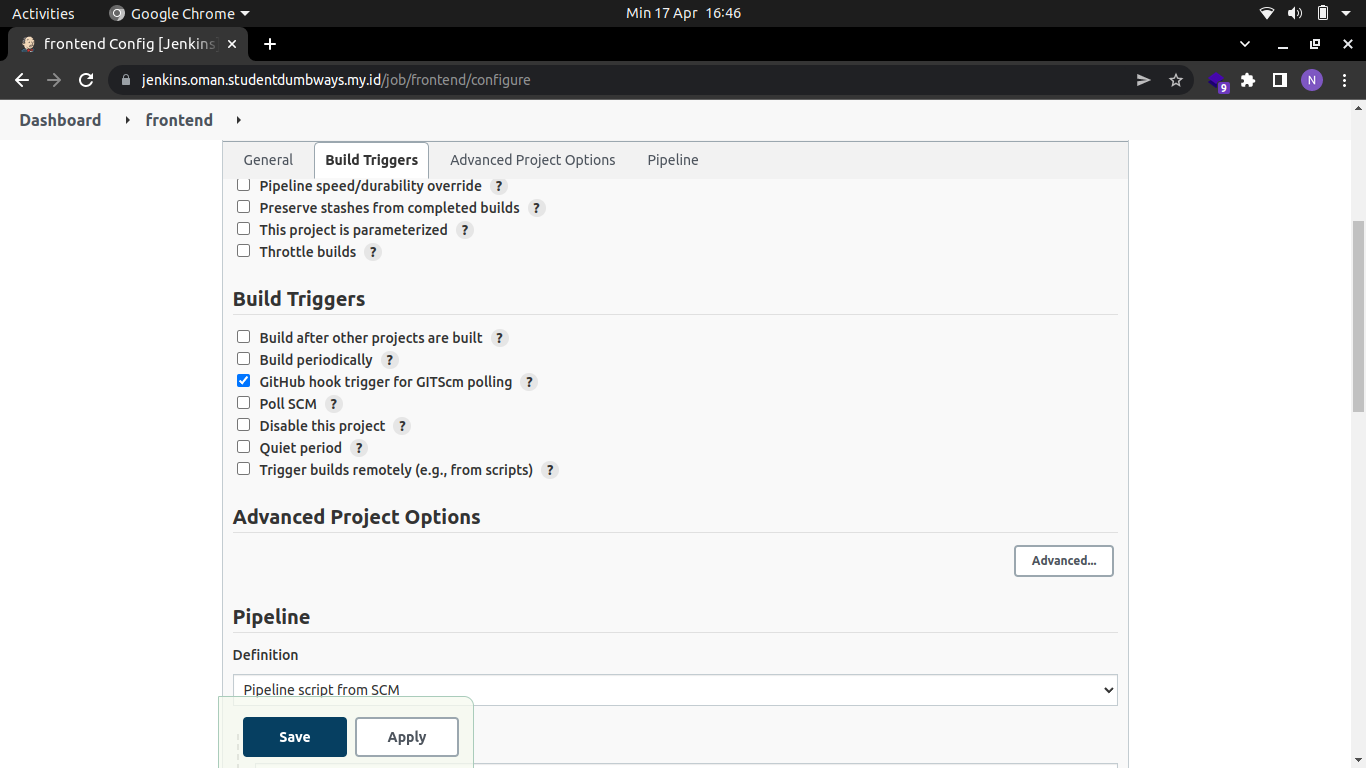 Activities Google Chrome Min 17 Apr 16:46
frontend Config [Jenkins]
jenkins.oman.studentdumbways.my.id/job/frontend/configure
9 N
Dashboard frontend
General Build Triggers Advanced Project Options Pipeline
Pipeline speed/durability override ?
Preserve stashes from completed builds ?
This project is parameterized ?
Throttle builds ?
Build Triggers
Build after other projects are built ?
Build periodically ?
GitHub hook trigger for GITScm polling ?
Poll SCM ?
Disable this project ?
Quiet period ?
Trigger builds remotely (e.g., from scripts) ?
Advanced Project Options
Advanced...
Pipeline
Definition
Pipeline script from SCM
Save Apply